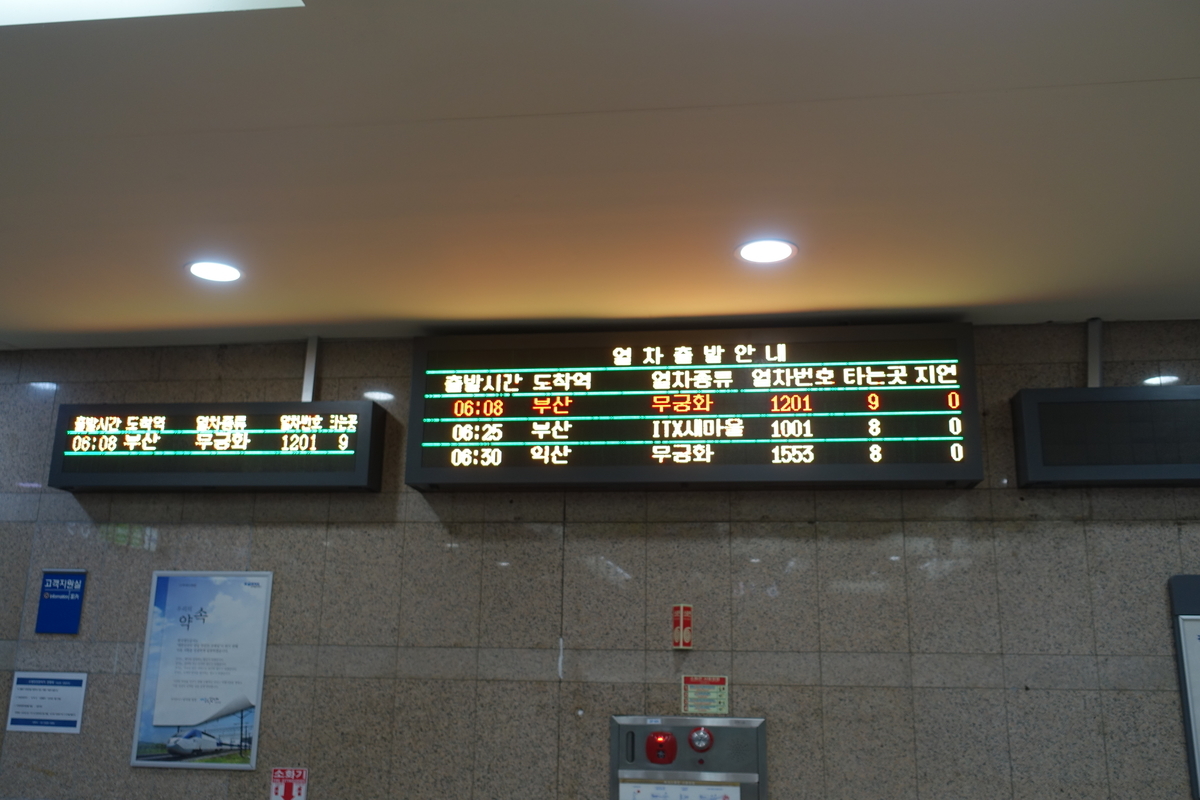 열차출발안내
출발시간 도착역 열차종류 열차번호 타는곳 지연
06:08 부산 무궁화 1201 9 0
06:25 부산 ITX새마을 1001 8 0
06:30 익산 무궁화 1553 8 0
출발시간 도착역 열차종류 열차번호 타는곳
06:08 부산 무궁화 1201 9
고객지원실
약속
소화기